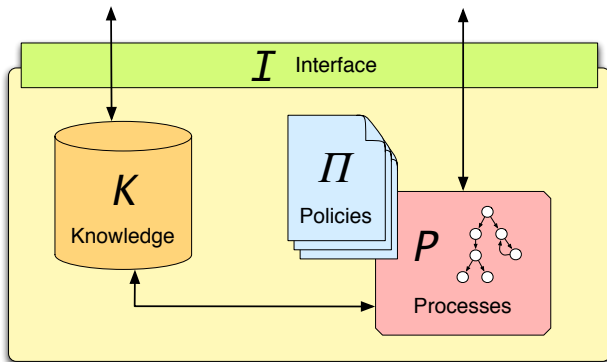 I Interface
K
Knowledge
Π
Policies
P
Processes